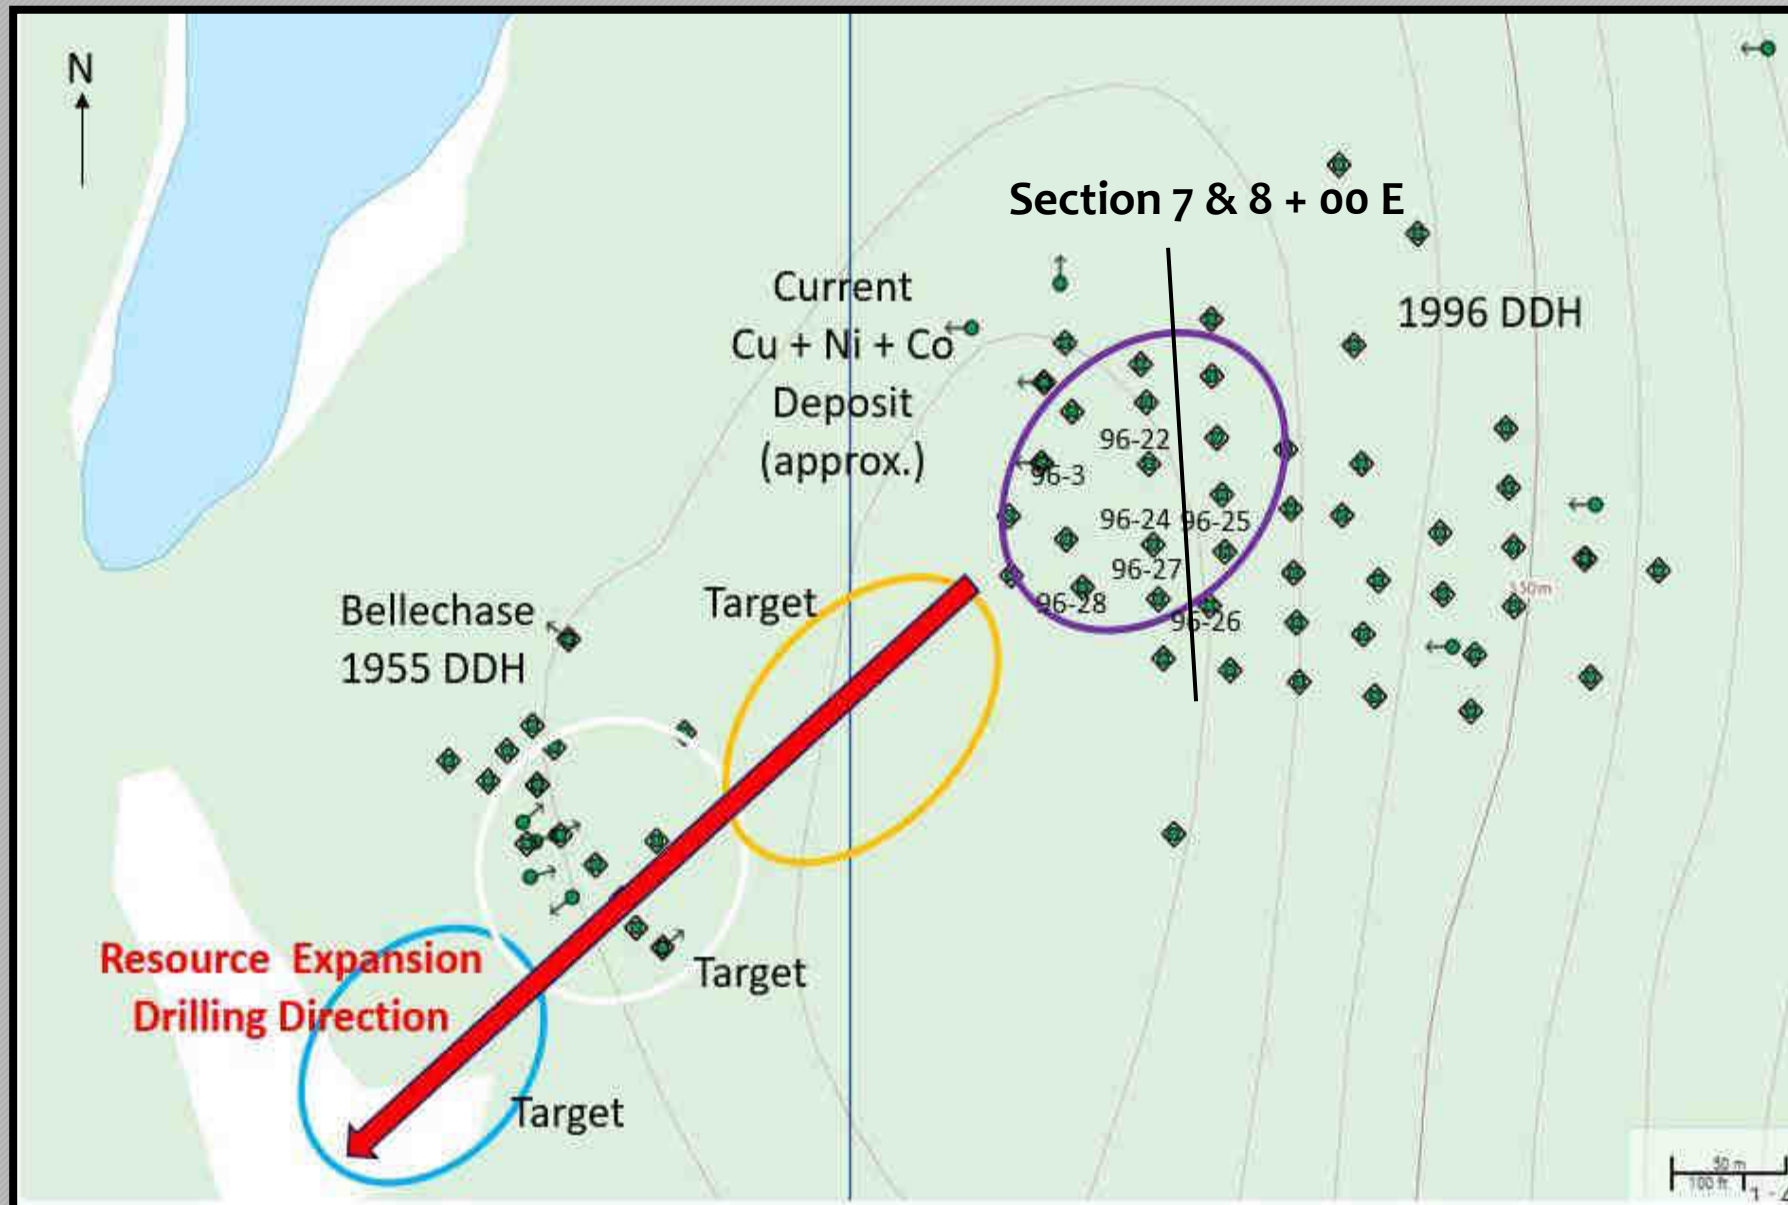 N
Section 7 & 8 + 00 E
Current
Cu + Ni + Co
Deposit
(approx.)
1996 DDH
96-22
96-3
96-24
96-25
96-27
96-28
96-26
Target
Bellechase
1955 DDH
Resource Expansion
Drilling Direction
Target
Target
50 m
100 ft